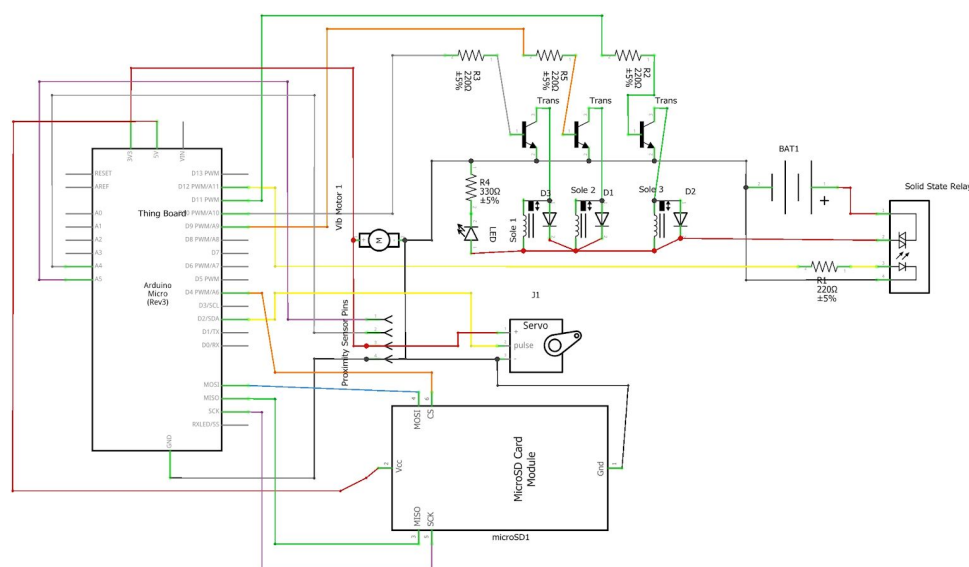 R3
220Ω
±5%
R5
220Ω
±5%
R2
220Ω
±5%
Trans
Trans
Trans
BAT1
+
Solid State Relay
3V3
5V
VIN
RESET
AREF
A0
A1
A2
A3
A4
A5
Thing Board
Arduino
Micro
(Rev3)
D13 PWM
D12 PWM/A11
D11 PWM
D10 PWM/A10
D9 PWM/A9
D8 PWM/A8
D7
D6 PWM/A7
D5 PWM
D4 PWM/A6
D3/SCL
D2/SDA
D1/TX
D0/RX
MOSI
MISO
SCK
RXLED/SS
GND
Vib Motor 1
M
R4
330Ω
±5%
LED
Sole 1
D3
Sole 2
D1
Sole 3
D2
R1
220Ω
±5%
Proximity Sensor Pins
J1
Servo
+
pulse
-
MOSI
CS
Vcc
MicroSD Card
Module
Gnd
MISO
SCK
microSD1